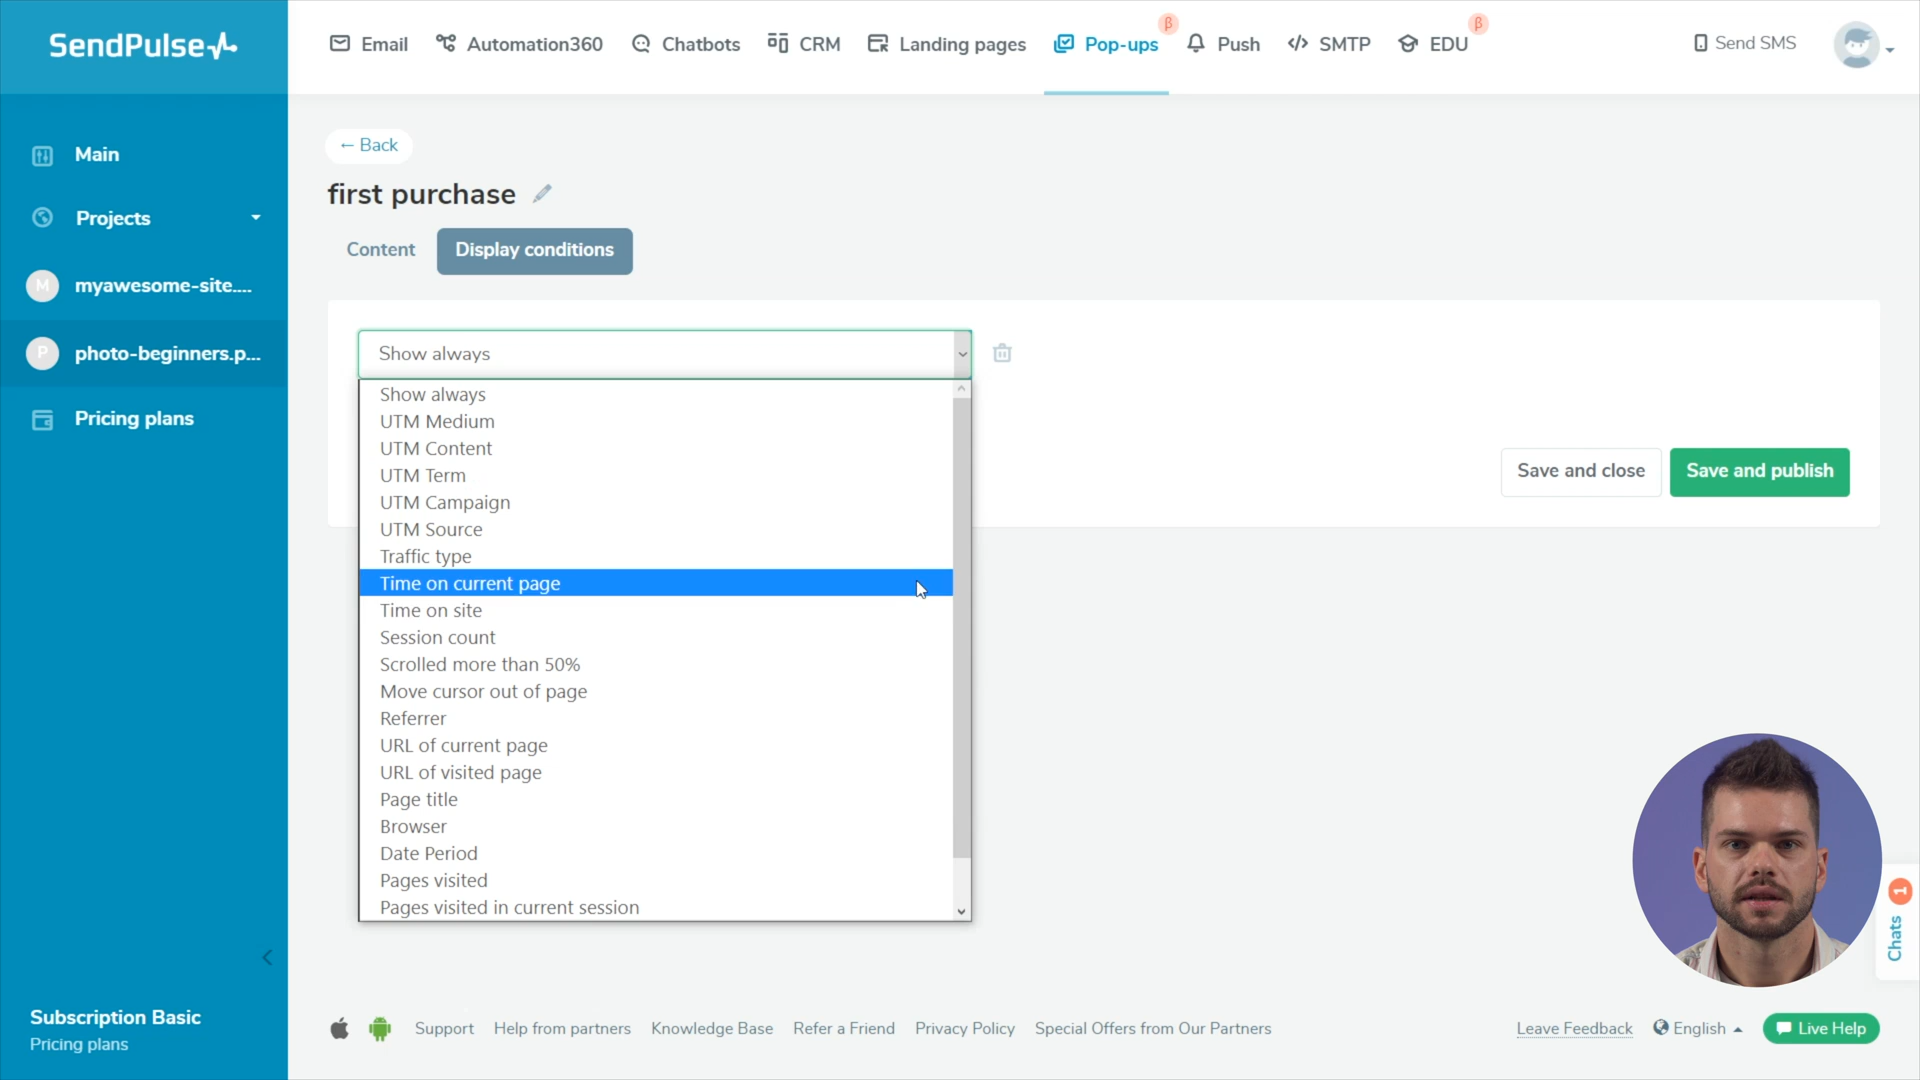 SendPulse
Email
Automation360
Chatbots
CRM
Landing pages
Pop-ups
β
Push
SMTP
EDU
β
Send SMS
Main
Projects
M
myawesome-site....
P
photo-beginners.p...
Pricing plans
Subscription Basic
Pricing plans
← Back
first purchase
Content
Display conditions
Show always
Show always
UTM Medium
UTM Content
UTM Term
UTM Campaign
UTM Source
Traffic type
Time on current page
Time on site
Session count
Scrolled more than 50%
Move cursor out of page
Referrer
URL of current page
URL of visited page
Page title
Browser
Date Period
Pages visited
Pages visited in current session
Save and close
Save and publish
1
Chats
Support
Help from partners
Knowledge Base
Refer a Friend
Privacy Policy
Special Offers from Our Partners
Leave Feedback
English
Live Help